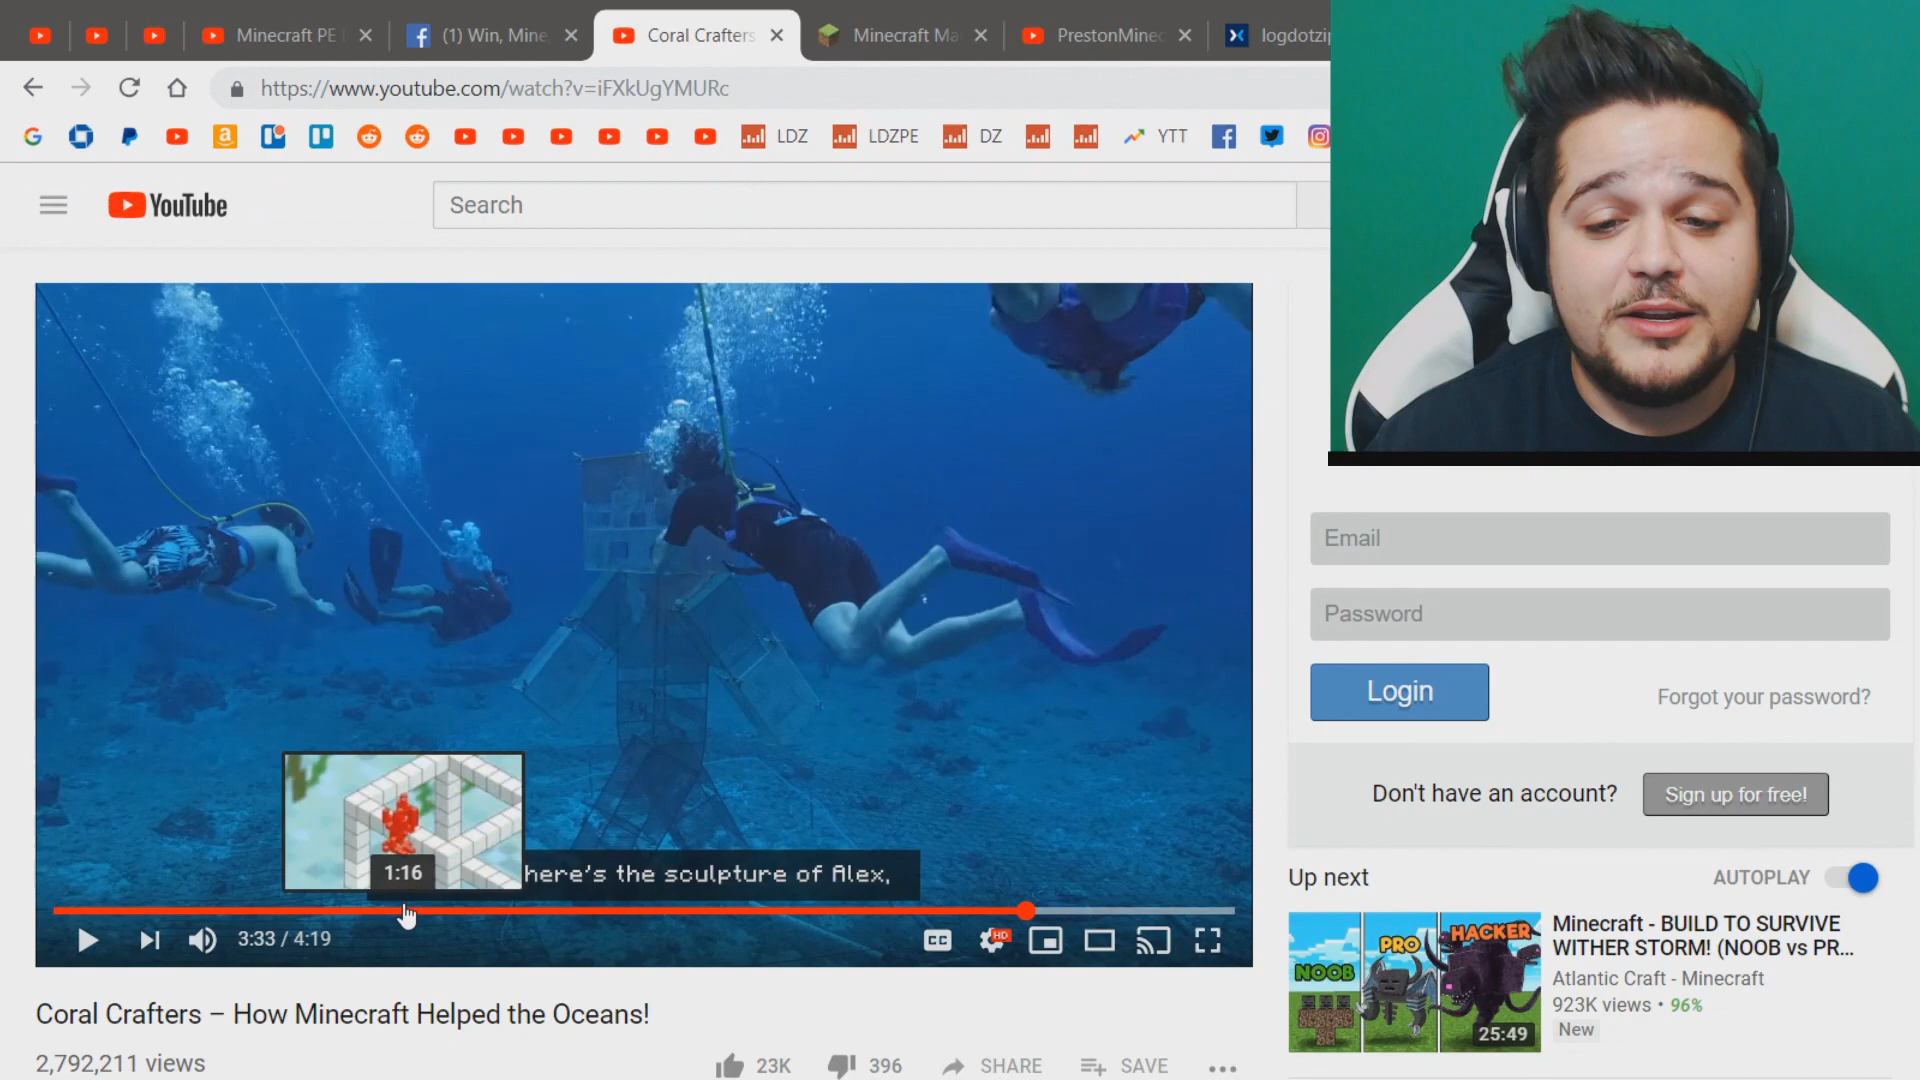 Minecraft PE
(1) Win, Mine
Coral Crafters
Minecraft Ma
PrestonMinec
logdotzip
https://www.youtube.com/watch?v=iFXkUgYMURc
LDZ
LDZPE
DZ
YTT
YouTube
Search
1:16
here's the sculpture of Alex,
3:33 / 4:19
CC
HD
Coral Crafters – How Minecraft Helped the Oceans!
2,792,211 views
23K
396
SHARE
SAVE
Email
Password
Login
Forgot your password?
Don't have an account?
Sign up for free!
Up next
AUTOPLAY
NOOB
PRO
HACKER
25:49
Minecraft - BUILD TO SURVIVE
WITHER STORM! (NOOB vs PR...
Atlantic Craft - Minecraft
923K views • 96%
New